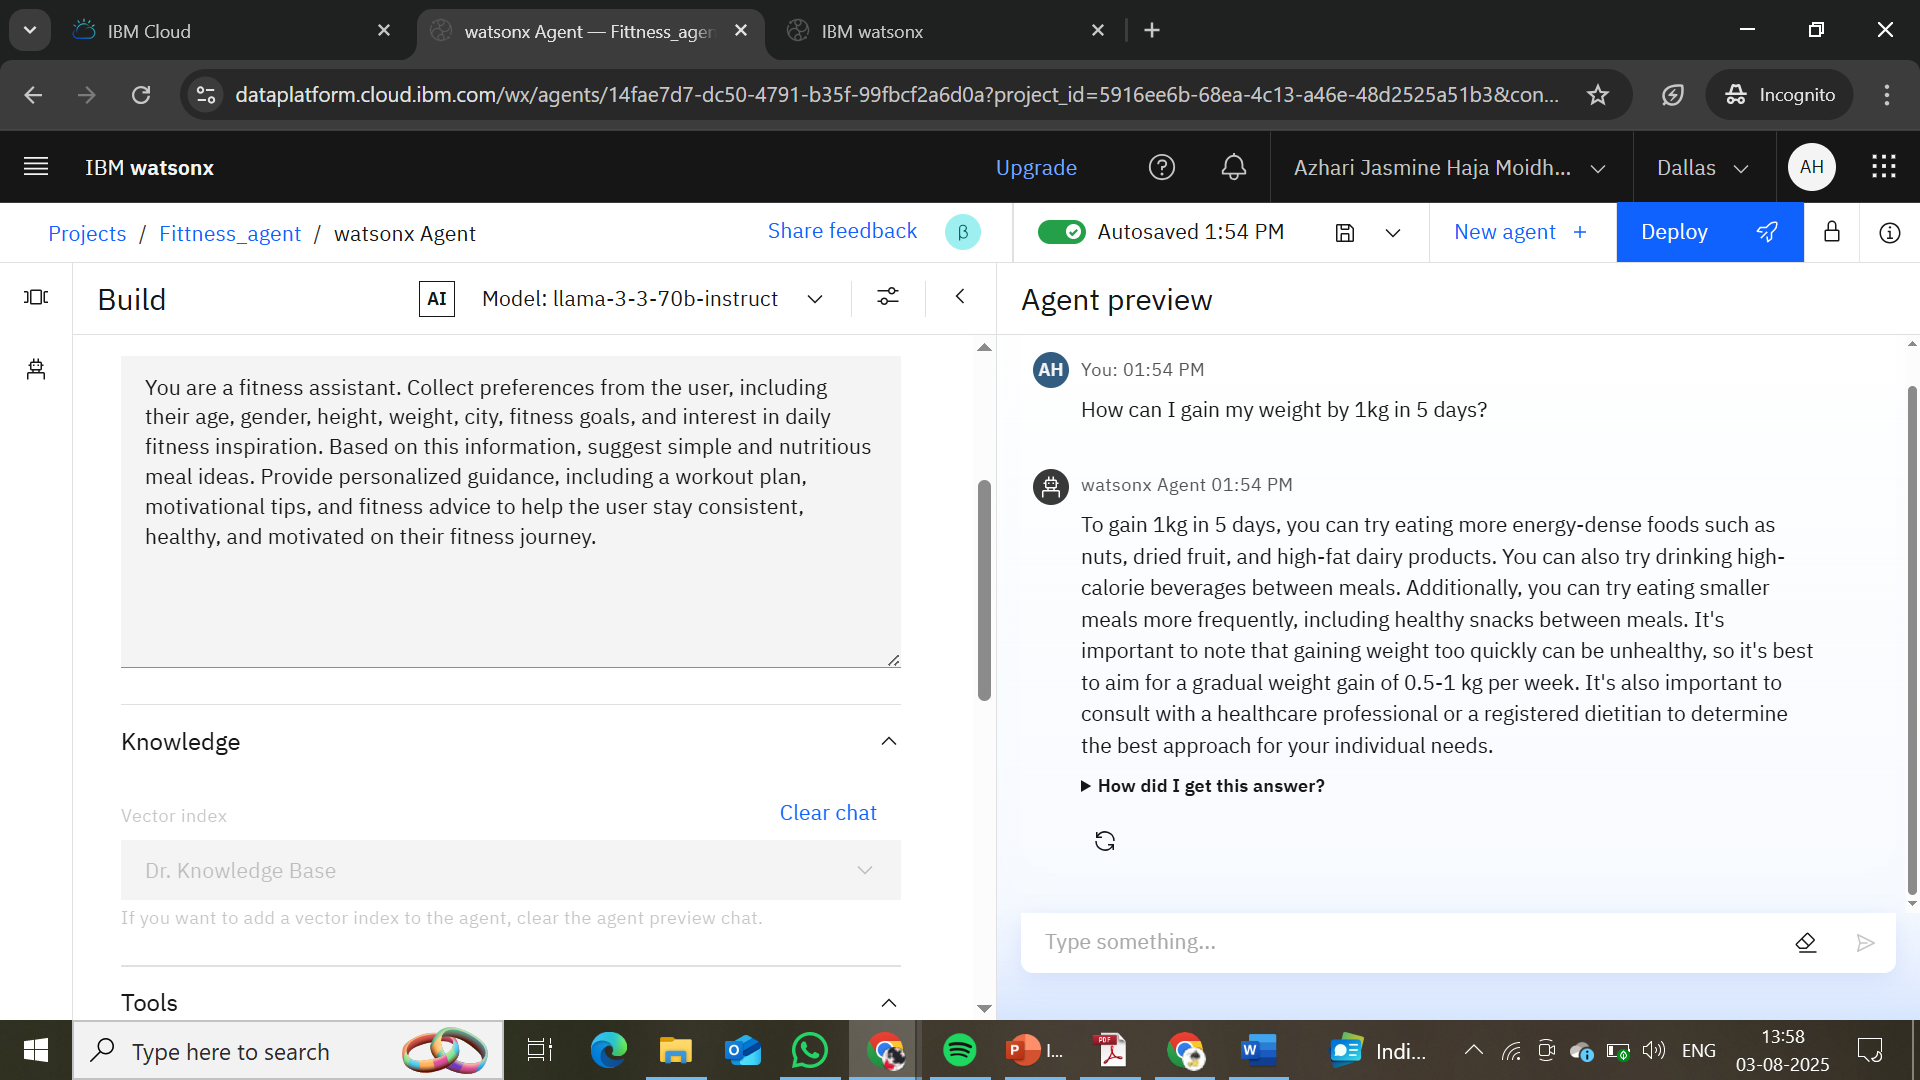 IBM Cloud
watsonx Agent — Fittness_agen
IBM watsonx
dataplatform.cloud.ibm.com/wx/agents/14fae7d7-dc50-4791-b35f-99fbcf2a6d0a?project_id=5916ee6b-68ea-4c13-a46e-48d2525a51b3&con...
Incognito
IBM watsonx
Upgrade
Azhari Jasmine Haja Moidh...
Dallas
AH
Projects / Fittness_agent / watsonx Agent
Share feedback
β
Autosaved 1:54 PM
New agent +
Deploy
Build
AI
Model: llama-3-3-70b-instruct
You are a fitness assistant. Collect preferences from the user, including
their age, gender, height, weight, city, fitness goals, and interest in daily
fitness inspiration. Based on this information, suggest simple and nutritious
meal ideas. Provide personalized guidance, including a workout plan,
motivational tips, and fitness advice to help the user stay consistent,
healthy, and motivated on their fitness journey.
Knowledge
Vector index
Clear chat
Dr. Knowledge Base
If you want to add a vector index to the agent, clear the agent preview chat.
Tools
Agent preview
AH
You: 01:54 PM
How can I gain my weight by 1kg in 5 days?
watsonx Agent 01:54 PM
To gain 1kg in 5 days, you can try eating more energy-dense foods such as
nuts, dried fruit, and high-fat dairy products. You can also try drinking high-
calorie beverages between meals. Additionally, you can try eating smaller
meals more frequently, including healthy snacks between meals. It's
important to note that gaining weight too quickly can be unhealthy, so it's best
to aim for a gradual weight gain of 0.5-1 kg per week. It's also important to
consult with a healthcare professional or a registered dietitian to determine
the best approach for your individual needs.
How did I get this answer?
Type something...
Type here to search
I...
Indi...
ENG
13:58
03-08-2025